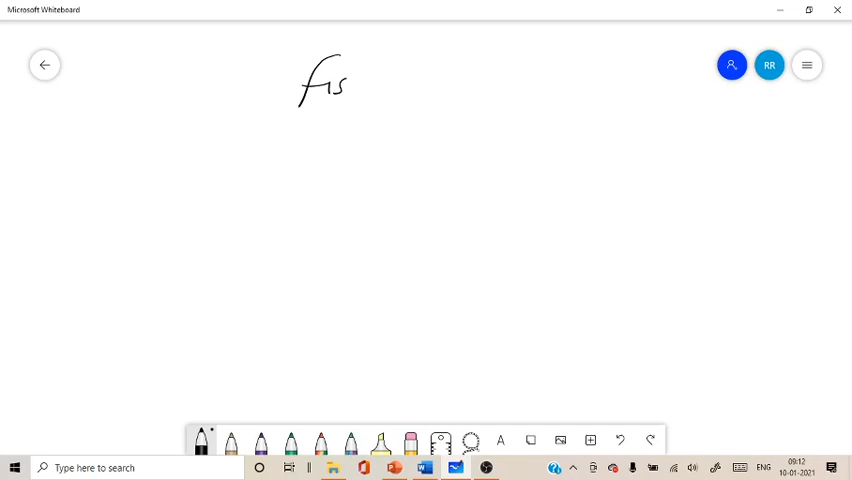 Microsoft Whiteboard
fis
RR
A
Type here to search
ENG
09:12
10-01-2021